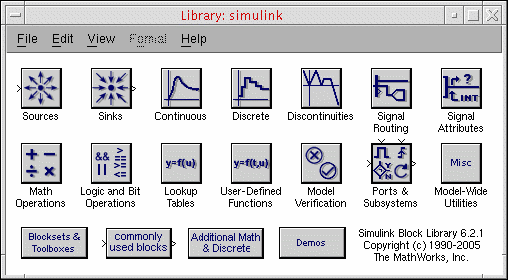 Library: simulink
File Edit View Format Help
Sources Sinks Continuous Discrete Discontinuities Signal Routing Signal Attributes
? INT
&& || > <= >= y=f(u) y=f(t,u) Misc
Math Operations Logic and Bit Operations Lookup Tables User-Defined Functions Model Verification Ports & Subsystems Model-Wide Utilities
Blocksets & Toolboxes commonly used blocks Additional Math & Discrete Demos
Simulink Block Library 6.2.1
Copyright (c) 1990-2005
The MathWorks, Inc.